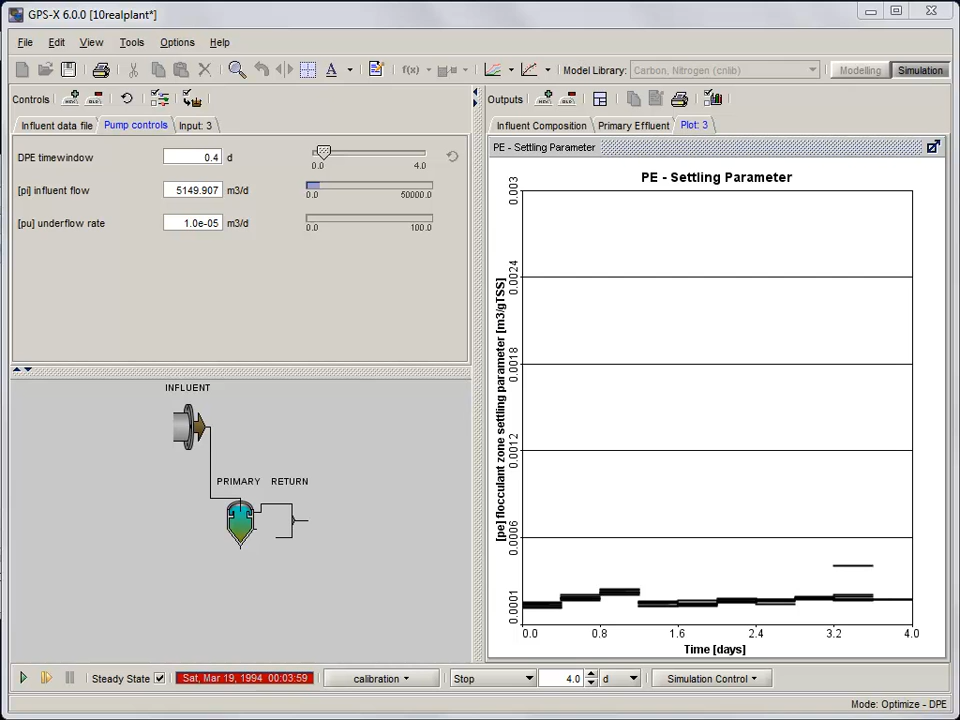 GPS-X 6.0.0 [10realplant*]
File Edit View Tools Options Help
f(x) Model Library: Carbon, Nitrogen (cnlib) Modelling Simulation
Controls
Outputs
Influent data file Pump controls Input: 3
Influent Composition Primary Effluent Plot: 3
DPE timewindow 0.4 d 0.0 4.0
[pi] influent flow 5149.907 m3/d 0.0 50000.0
[pu] underflow rate 1.0e-05 m3/d 0.0 100.0
PE - Settling Parameter
PE - Settling Parameter
[pe] flocculant zone settling parameter [m3/gTSS]
0.003
0.0024
0.0018
0.0012
0.0006
0.0001
0.0 0.8 1.6 2.4 3.2 4.0
Time [days]
INFLUENT
PRIMARY RETURN
Steady State Sat, Mar 19, 1994 00:03:59 calibration Stop 4.0 d Simulation Control
Mode: Optimize - DPE